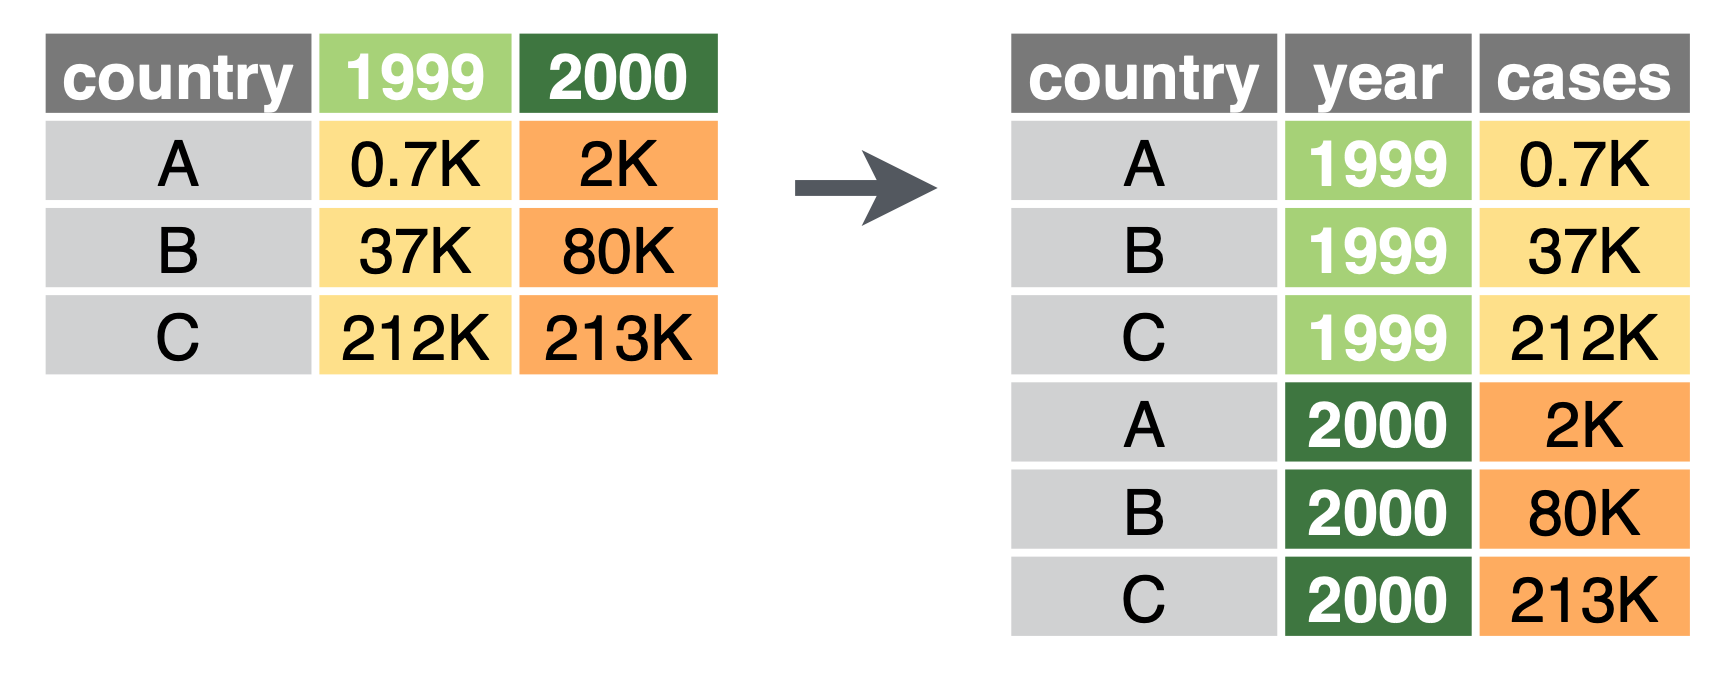 country 1999 2000
A 0.7K 2K
B 37K 80K
C 212K 213K
country year cases
A 1999 0.7K
B 1999 37K
C 1999 212K
A 2000 2K
B 2000 80K
C 2000 213K